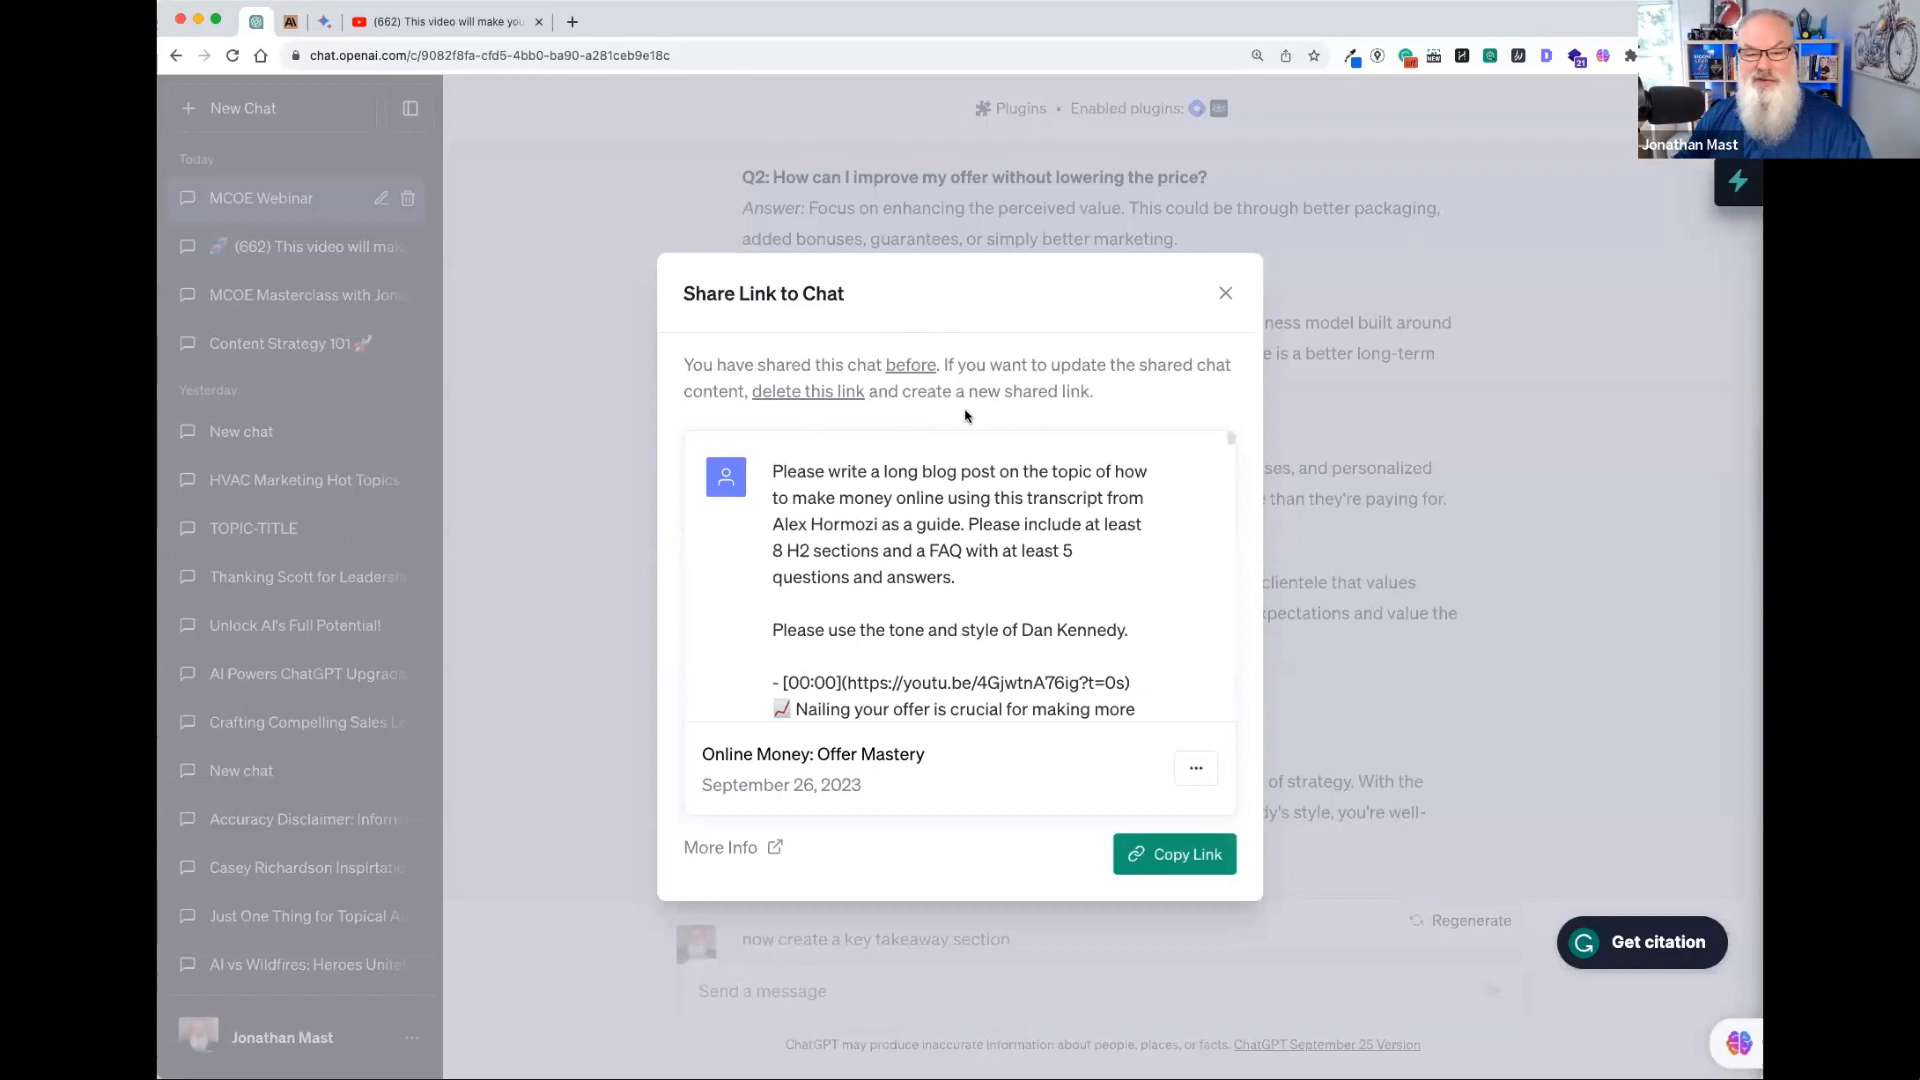 (662) This video will make you
chat.openai.com/c/9082f8fa-cfd5-4bb0-ba90-a281ceb9e18c
off
NEW
21
Jonathan Mast
New Chat
Today
MCOE Webinar
(662) This video will mak
MCOE Masterclass with Jona
Content Strategy 101 🚀
Yesterday
New chat
HVAC Marketing Hot Topics
TOPIC-TITLE
Thanking Scott for Leadersh
Unlock AI's Full Potential!
AI Powers ChatGPT Upgrad
Crafting Compelling Sales Le
New chat
Accuracy Disclaimer: Inform
Casey Richardson Inspirtati
Just One Thing for Topical A
AI vs Wildfires: Heroes Unite
Jonathan Mast
Plugins • Enabled plugins:
Q2: How can I improve my offer without lowering the price?
Answer: Focus on enhancing the perceived value. This could be through better packaging,
added bonuses, guarantees, or simply better marketing.
ness model built around
e is a better long-term
ses, and personalized
than they're paying for.
clientele that values
xpectations and value the
of strategy. With the
dy's style, you're well-
Share Link to Chat
You have shared this chat before. If you want to update the shared chat
content, delete this link and create a new shared link.
Please write a long blog post on the topic of how
to make money online using this transcript from
Alex Hormozi as a guide. Please include at least
8 H2 sections and a FAQ with at least 5
questions and answers.
Please use the tone and style of Dan Kennedy.
- [00:00](https://youtu.be/4GjwtnA76ig?t=0s)
📈 Nailing your offer is crucial for making more
Online Money: Offer Mastery
September 26, 2023
More Info
Copy Link
Regenerate
now create a key takeaway section
Get citation
Send a message
ChatGPT may produce inaccurate information about people, places, or facts. ChatGPT September 25 Version